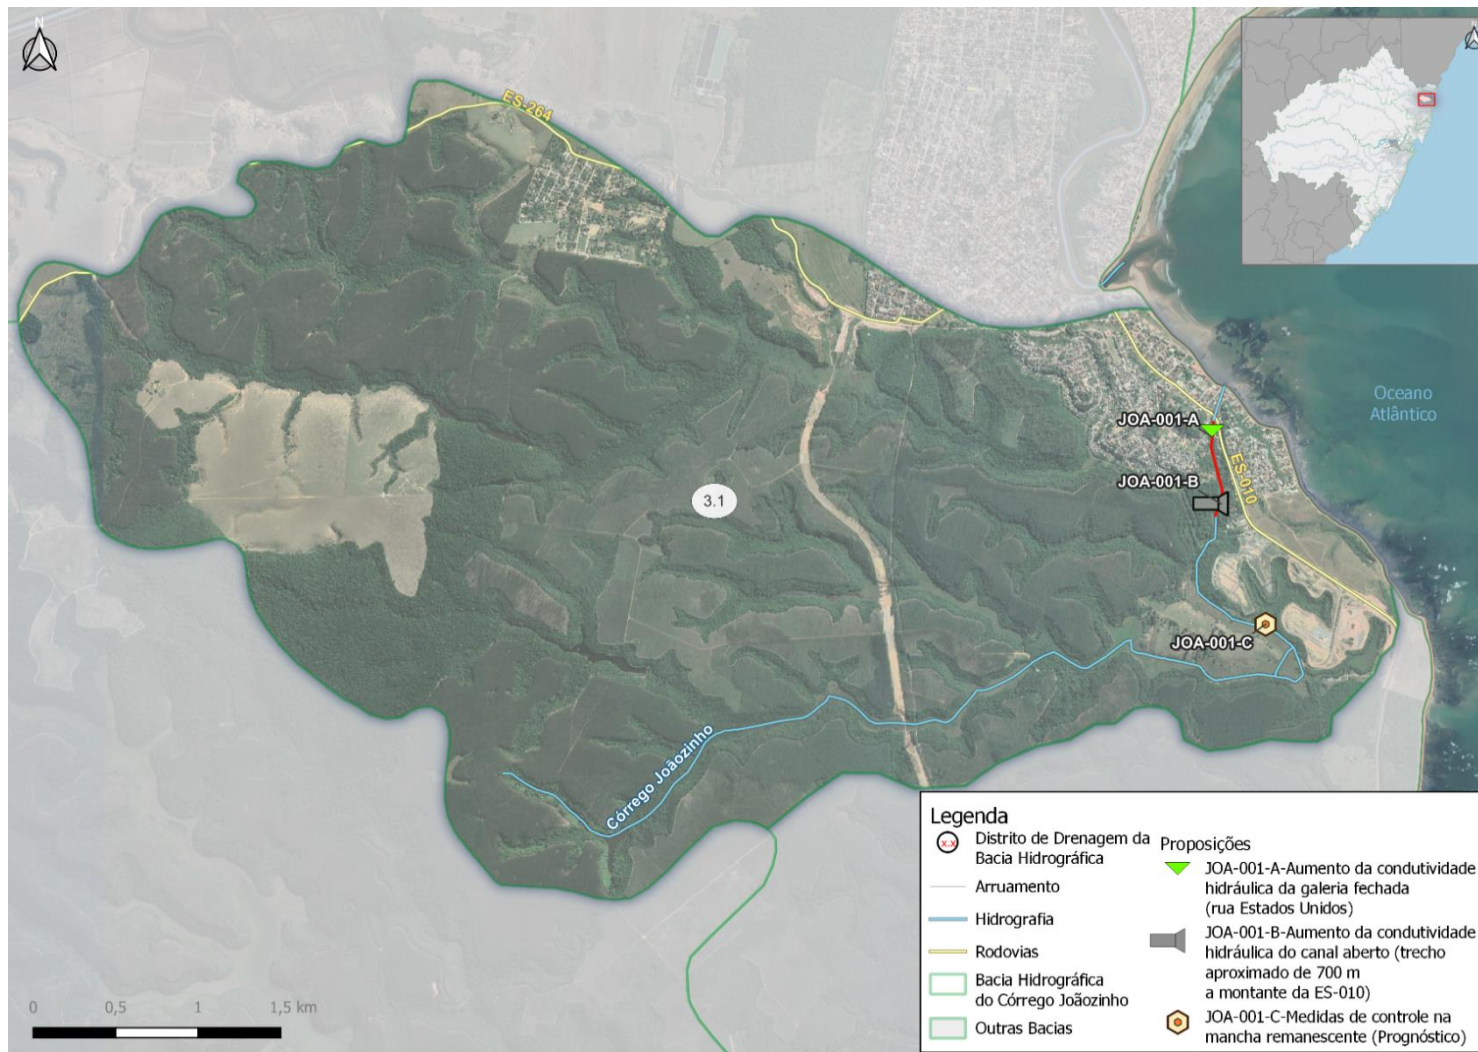 N
ES-264
Oceano
Atlântico
JOA-001-A
JOA-001-B
ES-010
3.1
JOA-001-C
Córrego Joãozinho
Legenda
x.x
Distrito de Drenagem da
Bacia Hidrográfica
Arruamento
Hidrografia
Rodovias
Bacia Hidrográfica
do Córrego Joãozinho
Outras Bacias
Proposições
JOA-001-A-Aumento da condutividade
hidráulica da galeria fechada
(rua Estados Unidos)
JOA-001-B-Aumento da condutividade
hidráulica do canal aberto (trecho
aproximado de 700 m
a montante da ES-010)
JOA-001-C-Medidas de controle na
mancha remanescente (Prognóstico)
0 0,5 1 1,5 km